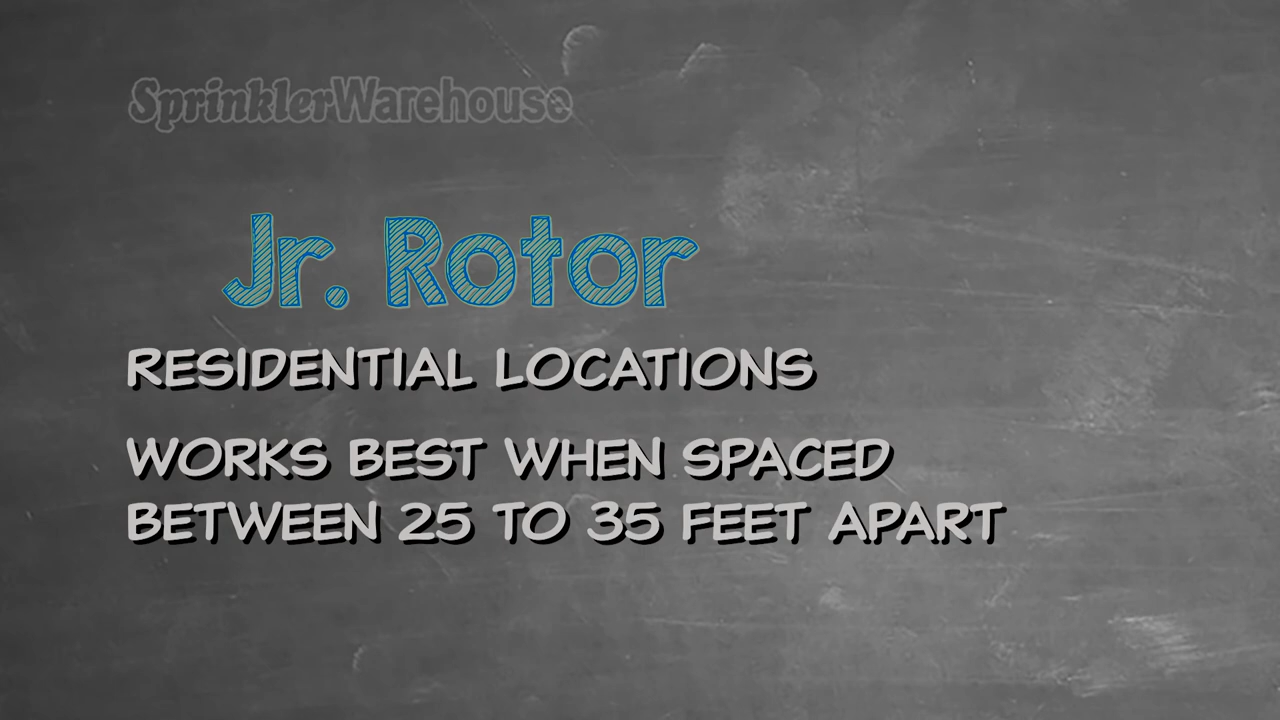 SprinklerWarehouse
Jr. Rotor
RESIDENTIAL LOCATIONS
WORKS BEST WHEN SPACED
BETWEEN 25 TO 35 FEET APART